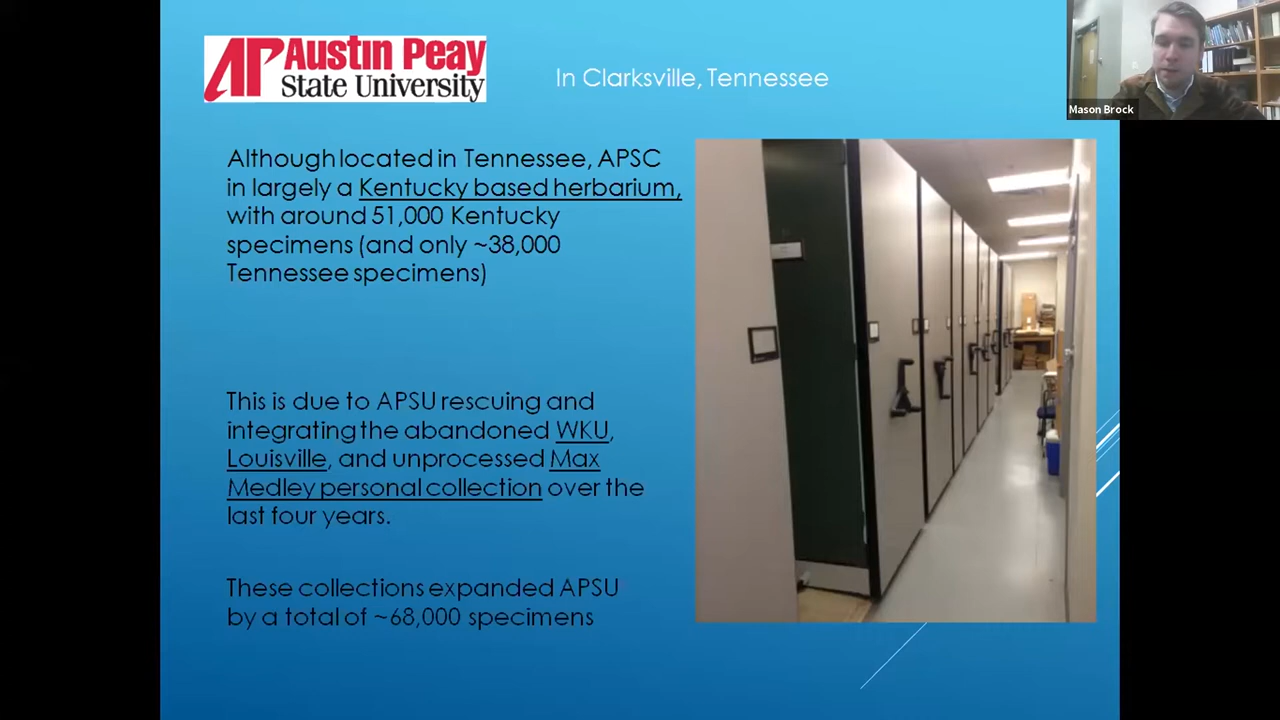 AP Austin Peay
State University
In Clarksville, Tennessee
Mason Brock
Although located in Tennessee, APSC
in largely a Kentucky based herbarium,
with around 51,000 Kentucky
specimens (and only ~38,000
Tennessee specimens)
This is due to APSU rescuing and
integrating the abandoned WKU,
Louisville, and unprocessed Max
Medley personal collection over the
last four years.
These collections expanded APSU
by a total of ~68,000 specimens